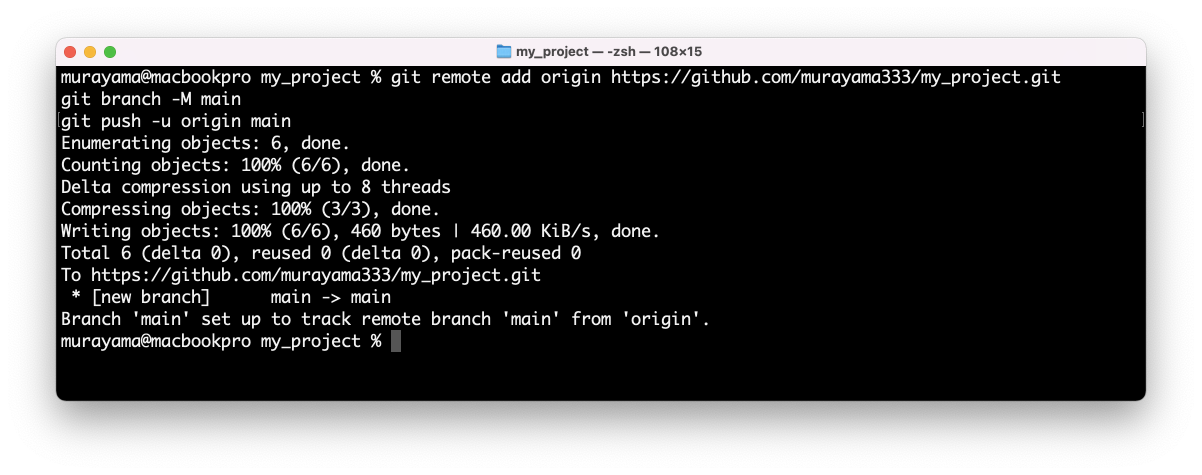 my_project — -zsh — 108×15
murayama@macbookpro my_project % git remote add origin https://github.com/murayama333/my_project.git
git branch -M main
git push -u origin main
Enumerating objects: 6, done.
Counting objects: 100% (6/6), done.
Delta compression using up to 8 threads
Compressing objects: 100% (3/3), done.
Writing objects: 100% (6/6), 460 bytes | 460.00 KiB/s, done.
Total 6 (delta 0), reused 0 (delta 0), pack-reused 0
To https://github.com/murayama333/my_project.git
 * [new branch]      main -> main
Branch 'main' set up to track remote branch 'main' from 'origin'.
murayama@macbookpro my_project %